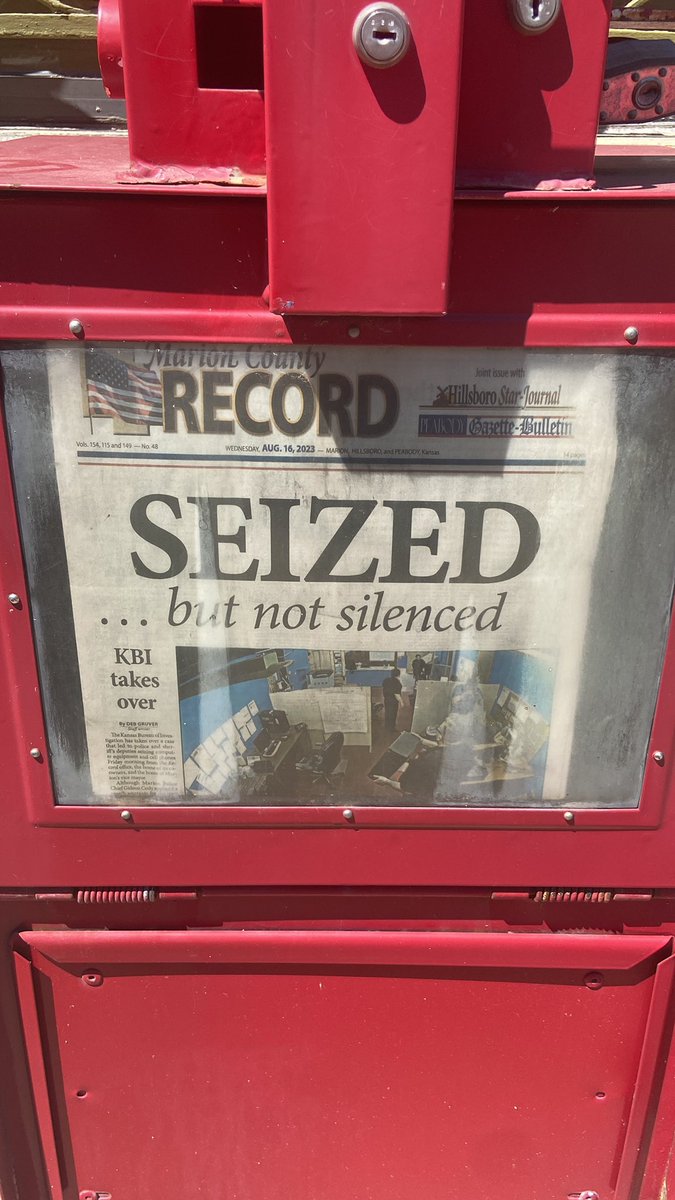 Marion County
RECORD
Joint issue with
Hillsboro Star-Journal
PEABODY Gazette-Bulletin
Vols. 154, 115 and 149 — No. 48
WEDNESDAY, AUG. 16, 2023 — MARION, HILLSBORO, and PEABODY, Kansas
14 pages
SEIZED
... but not silenced
KBI
takes
over
By DEB GRUVER
Staff writer
The Kansas Bureau of Inves-
tigation has taken over a case
that led to police and sher-
iff's deputies seizing comput-
er equipment and cell phones
Friday morning from the Re-
cord office, the home of its
owners, and the home of Mar-
ion's vice mayor.
Although Marion Police
Chief Gideon Cody